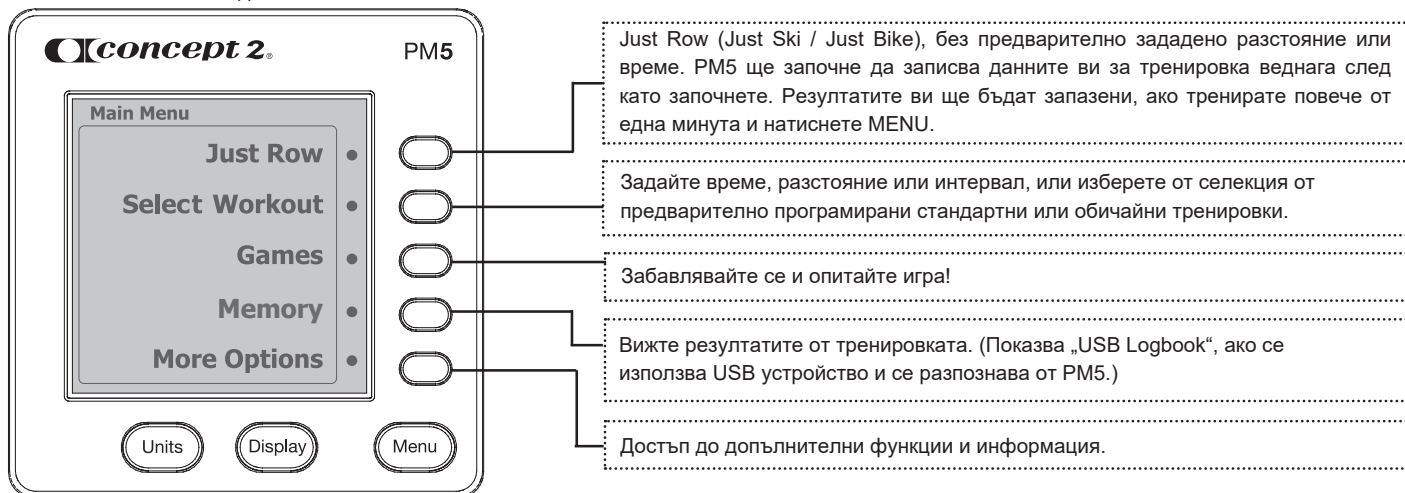 concept 2®
PM5
Main Menu
Just Row
Select Workout
Games
Memory
More Options
Units
Display
Menu
Just Row (Just Ski / Just Bike), без предварително зададено разстояние или
време. PM5 ще започне да записва данните ви за тренировка веднага след
като започнете. Резултатите ви ще бъдат запазени, ако тренирате повече от
една минута и натиснете MENU.
Задайте време, разстояние или интервал, или изберете от селекция от
предварително програмирани стандартни или обичайни тренировки.
Забавлявайте се и опитайте игра!
Вижте резултатите от тренировката. (Показва „USB Logbook“, ако се
използва USB устройство и се разпознава от PM5.)
Достъп до допълнителни функции и информация.